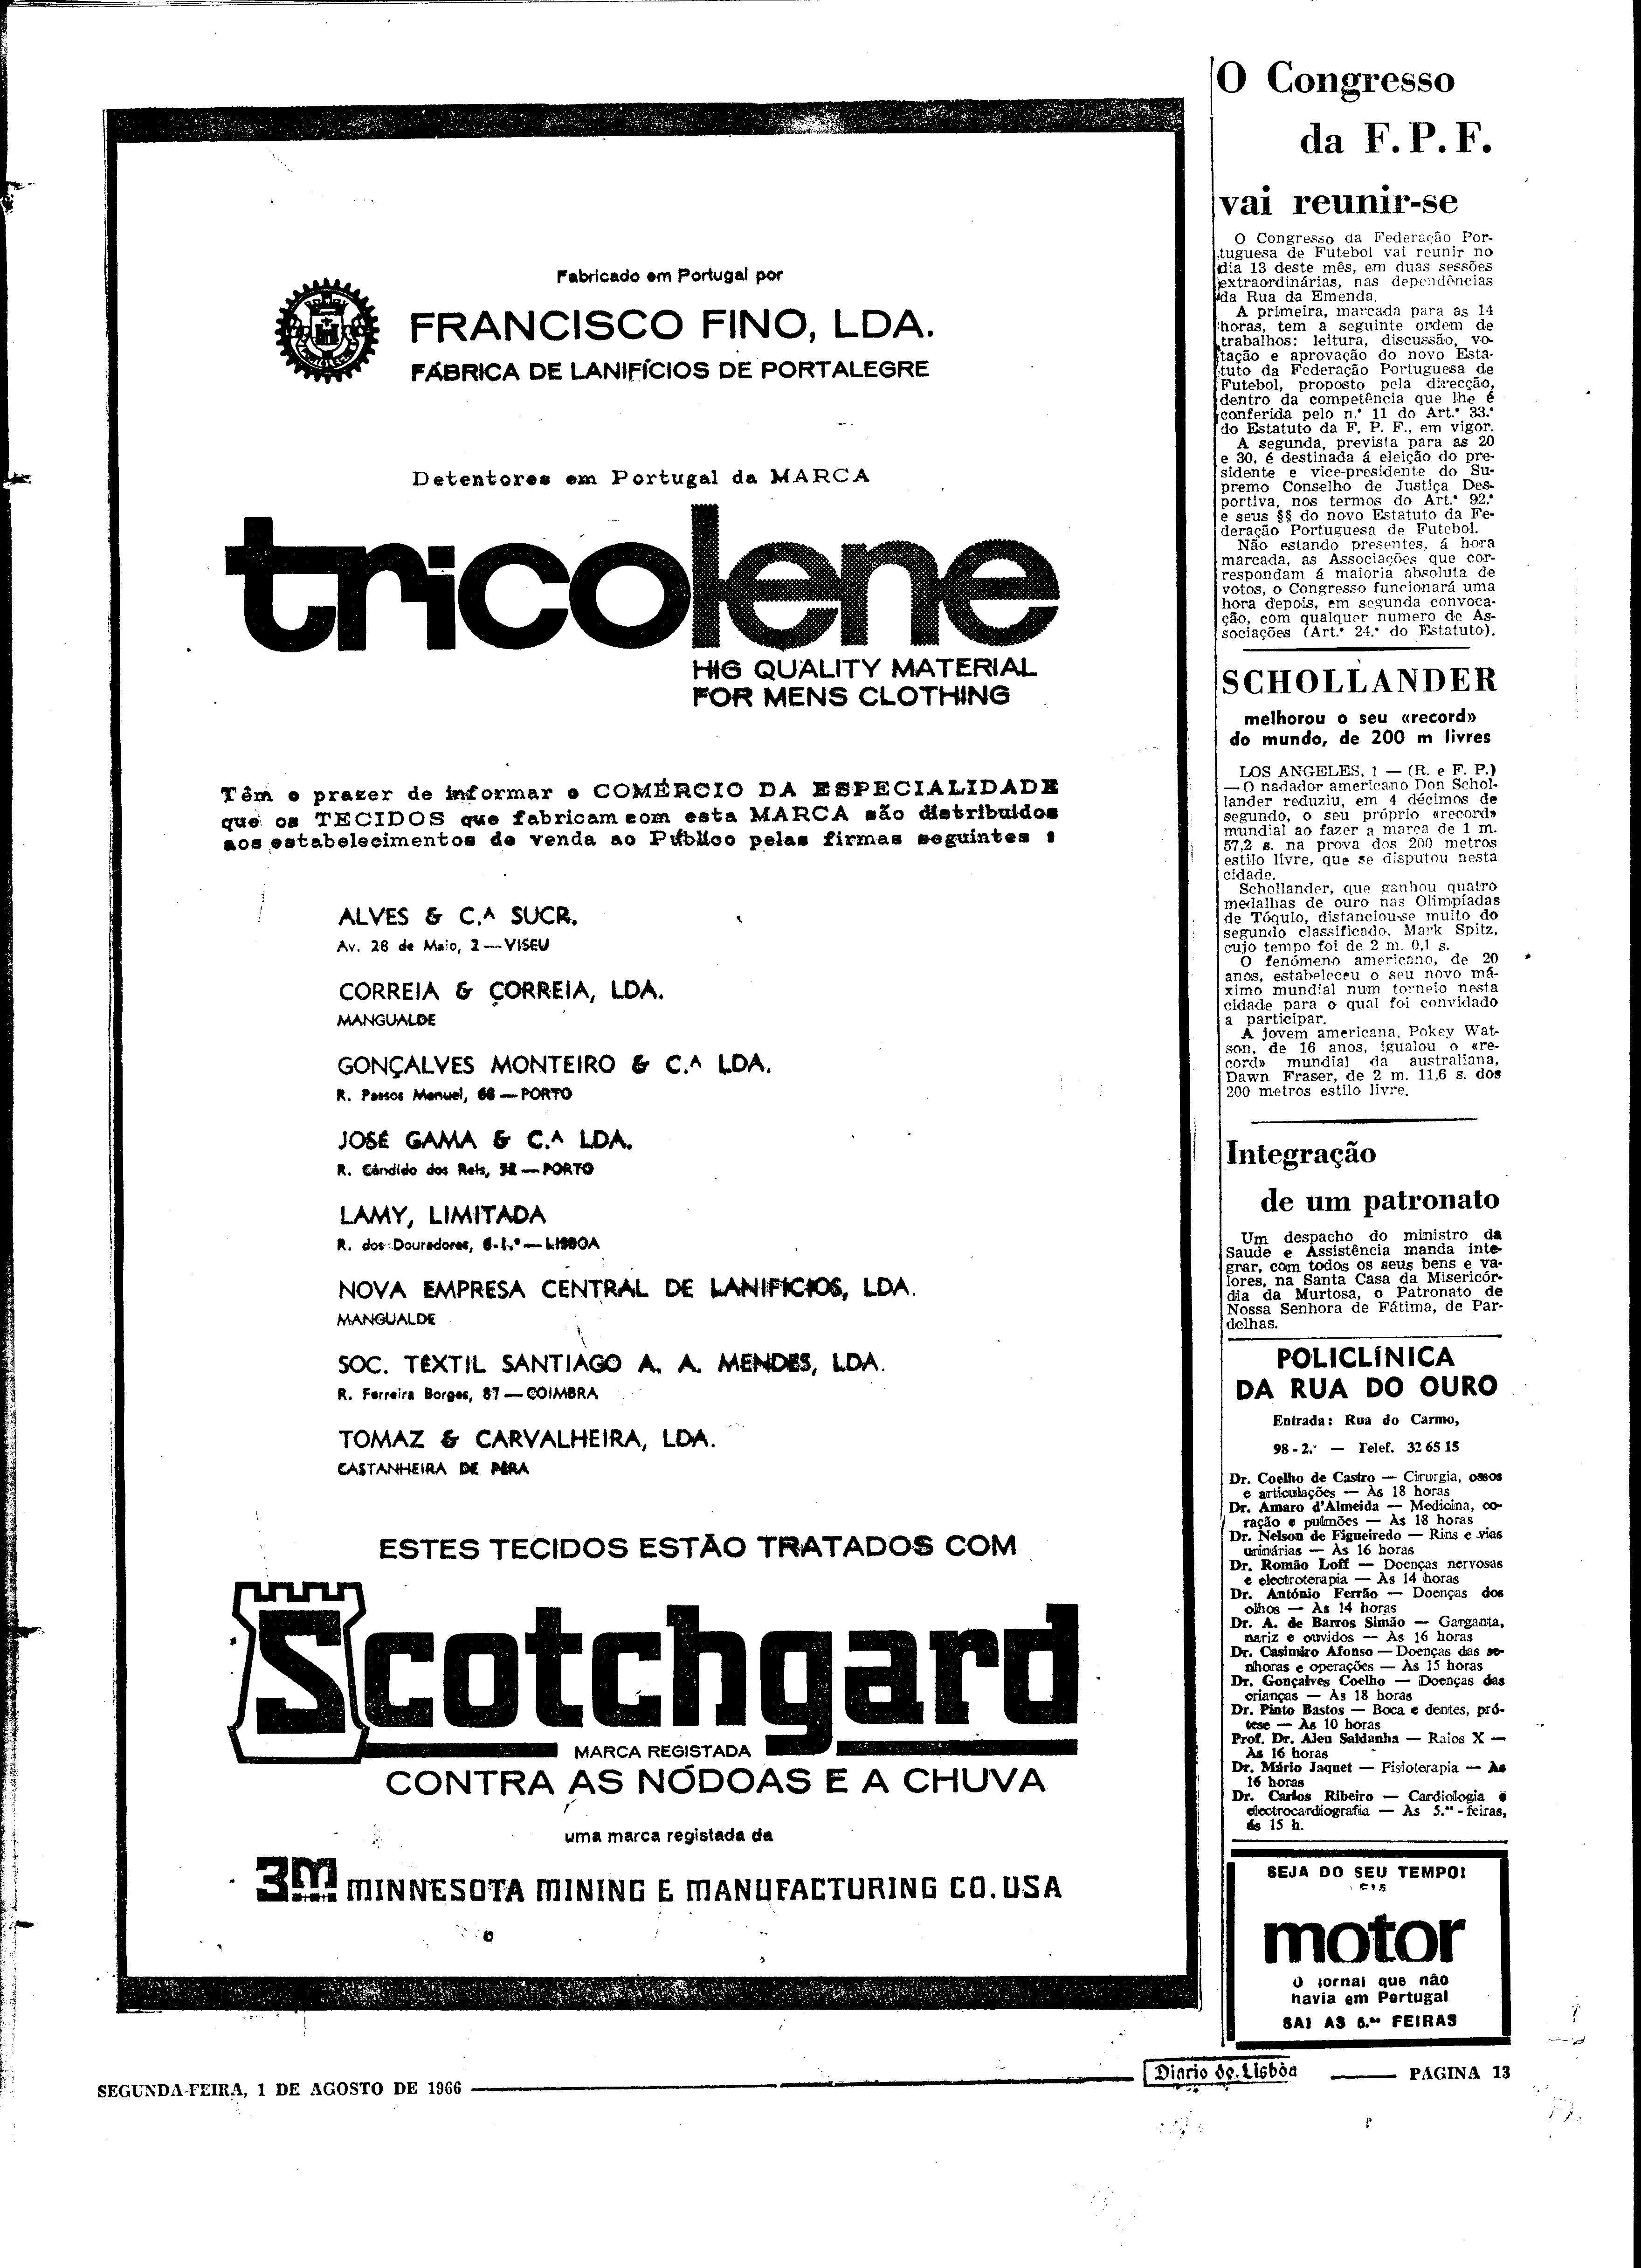 Fabricado em Portugal por
FRANCISCO FINO, LDA.
FÁBRICA DE LANIFÍCIOS DE PORTALEGRE
Detentores em Portugal da MARCA
tricolene
HIG QUALITY MATERIAL
FOR MENS CLOTHING
Têm o prazer de informar o COMÉRCIO DA ESPECIALIDADE
que os TECIDOS que fabricam com esta MARCA são distribuidos
aos estabelecimentos de venda ao Público pelas firmas seguintes :
ALVES & C.ᴬ SUCR.
Av. 28 de Maio, 2 — VISEU
CORREIA & CORREIA, LDA.
MANGUALDE
GONÇALVES MONTEIRO & C.ᴬ LDA.
R. Passos Manuel, 68 — PORTO
JOSÉ GAMA & C.ᴬ LDA.
R. Cândido dos Reis, 52 — PORTO
LAMY, LIMITADA
R. dos Douradores, 6-1.º — LISBOA
NOVA EMPRESA CENTRAL DE LANIFÍCIOS, LDA.
MANGUALDE
SOC. TEXTIL SANTIAGO A. A. MENDES, LDA.
R. Ferreira Borges, 87 — COIMBRA
TOMAZ & CARVALHEIRA, LDA.
CASTANHEIRA DE PERA
ESTES TECIDOS ESTÃO TRATADOS COM
Scotchgard
MARCA REGISTADA
CONTRA AS NÓDOAS E A CHUVA
uma marca registada da
3M MINNESOTA MINING E MANUFACTURING CO. USA
O Congresso
da F. P. F.
vai reunir-se
O Congresso da Federação Por-
tuguesa de Futebol vai reunir no
dia 13 deste mês, em duas sessões
extraordinárias, nas dependências
da Rua da Emenda.
A primeira, marcada para as 14
horas, tem a seguinte ordem de
trabalhos: leitura, discussão, vo-
tação e aprovação do novo Esta-
tuto da Federação Portuguesa de
Futebol, proposto pela direcção,
dentro da competência que lhe é
conferida pelo n.º 11 do Art.º 33.º
do Estatuto da F. P. F., em vigor.
A segunda, prevista para as 20
e 30, é destinada á eleição do pre-
sidente e vice-presidente do Su-
premo Conselho de Justiça Des-
portiva, nos termos do Art.º 92.º
e seus §§ do novo Estatuto da Fe-
deração Portuguesa de Futebol.
Não estando presentes, á hora
marcada, as Associações que cor-
respondam á maioria absoluta de
votos, o Congresso funcionará uma
hora depois, em segunda convoca-
ção, com qualquer numero de As-
sociações (Art.º 24.º do Estatuto).
SCHOLLANDER
melhorou o seu «record»
do mundo, de 200 m livres
LOS ANGELES, 1 — (R. e F. P.)
— O nadador americano Don Schol-
lander reduziu, em 4 décimos de
segundo, o seu próprio «record»
mundial ao fazer a marca de 1 m.
57,2 s. na prova dos 200 metros
estilo livre, que se disputou nesta
cidade.
Schollander, que ganhou quatro
medalhas de ouro nas Olimpíadas
de Tóquio, distanciou-se muito do
segundo classificado, Mark Spitz,
cujo tempo foi de 2 m. 0,1 s.
O fenómeno americano, de 20
anos, estabeleceu o seu novo má-
ximo mundial num torneio nesta
cidade para o qual foi convidado
a participar.
A jovem americana, Pokey Wat-
son, de 16 anos, igualou o «re-
cord» mundial da australiana,
Dawn Fraser, de 2 m. 11,6 s. dos
200 metros estilo livre.
Integração
de um patronato
Um despacho do ministro da
Saude e Assistência manda inte-
grar, com todos os seus bens e va-
lores, na Santa Casa da Misericór-
dia da Murtosa, o Patronato de
Nossa Senhora de Fátima, de Par-
delhas.
POLICLÍNICA
DA RUA DO OURO
Entrada: Rua do Carmo,
98 - 2.º — Telef. 32 65 15
Dr. Coelho de Castro — Cirurgia, ossos
e articulações — Às 18 horas
Dr. Amaro d'Almeida — Medicina, co-
ração e pulmões — Às 18 horas
Dr. Nelson de Figueiredo — Rins e vias
urinárias — Às 16 horas
Dr. Romão Loff — Doenças nervosas
e electroterapia — Às 14 horas
Dr. António Ferrão — Doenças dos
olhos — Às 14 horas
Dr. A. de Barros Simão — Garganta,
nariz e ouvidos — Às 16 horas
Dr. Casimiro Afonso — Doenças das se-
nhoras e operações — Às 15 horas
Dr. Gonçalves Coelho — Doenças das
crianças — Às 18 horas
Dr. Pinto Bastos — Boca e dentes, pró-
tese — Às 10 horas
Prof. Dr. Aleu Saldanha — Raios X —
Às 16 horas
Dr. Mário Jaquet — Fisioterapia — Às
16 horas
Dr. Carlos Ribeiro — Cardiologia e
electrocardiografia — Às 5.ªˢ - feiras,
ás 15 h.
SEJA DO SEU TEMPO!
motor
O jornal que não
havia em Portugal
SAI AS 6.ªˢ FEIRAS
SEGUNDA-FEIRA, 1 DE AGOSTO DE 1966
Diario de Lisbôa
PÁGINA 13